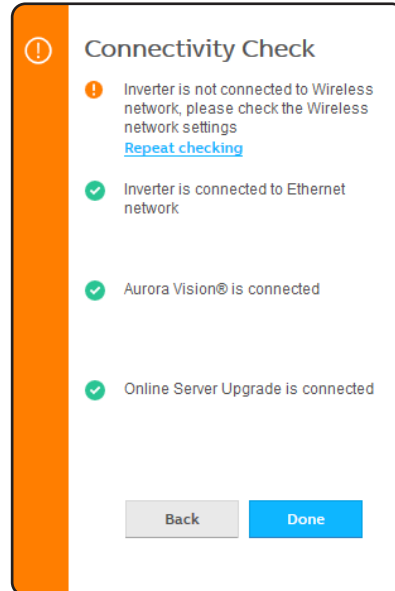 Connectivity Check
Inverter is not connected to Wireless
network, please check the Wireless
network settings
Repeat checking
Inverter is connected to Ethernet
network
Aurora Vision® is connected
Online Server Upgrade is connected
Back
Done